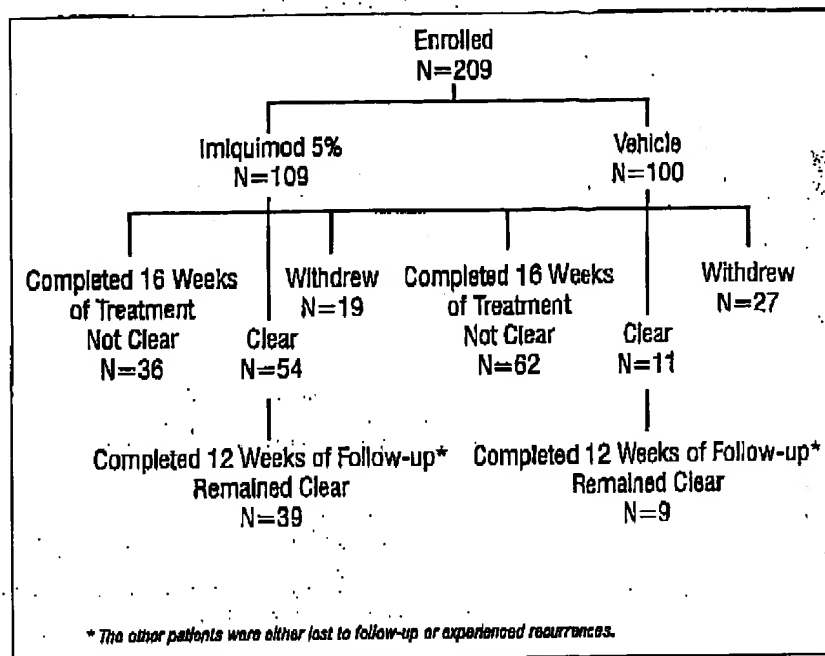 Enrolled
N=209
Imiquimod 5%
N=109
Vehicle
N=100
Completed 16 Weeks
of Treatment
Not Clear
N=36
Clear
N=54
Withdrew
N=19
Completed 16 Weeks
of Treatment
Not Clear
N=62
Clear
N=11
Withdrew
N=27
Completed 12 Weeks of Follow-up*
Remained Clear
N=39
Completed 12 Weeks of Follow-up*
Remained Clear
N=9
* The other patients were either lost to follow-up or experienced recurrences.